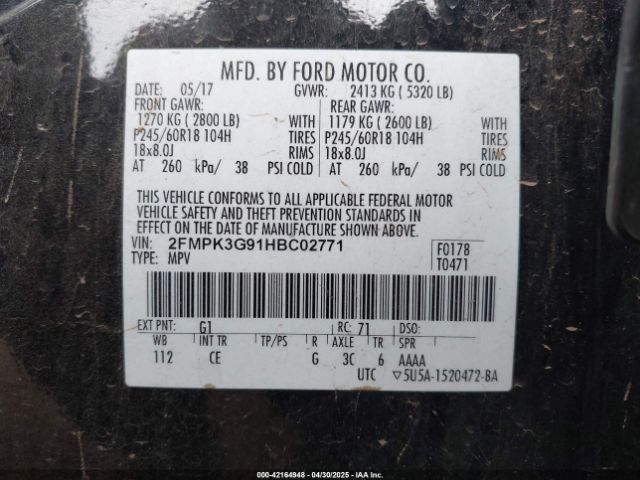 MFD. BY FORD MOTOR CO.
DATE: 05/17 GVWR: 2413 KG ( 5320 LB)
FRONT GAWR: REAR GAWR:
1270 KG ( 2800 LB) WITH 1179 KG ( 2600 LB) WITH
P245/60R18 104H TIRES P245/60R18 104H TIRES
18x8.0J RIMS 18x8.0J RIMS
AT 260 kPa/ 38 PSI COLD AT 260 kPa/ 38 PSI COLD
THIS VEHICLE CONFORMS TO ALL APPLICABLE FEDERAL MOTOR
VEHICLE SAFETY AND THEFT PREVENTION STANDARDS IN
EFFECT ON THE DATE OF MANUFACTURE SHOWN ABOVE.
VIN: 2FMPK3G91HBC02771 F0178
TYPE: MPV T0471
EXT PNT: G1 RC: 71 DSO:
WB INT TR TP/PS R AXLE TR SPR
112 CE G 3C 6 AAAA
UTC ▽5U5A-1520472-BA
000-42164948 - 04/30/2025 - IAA, Inc.